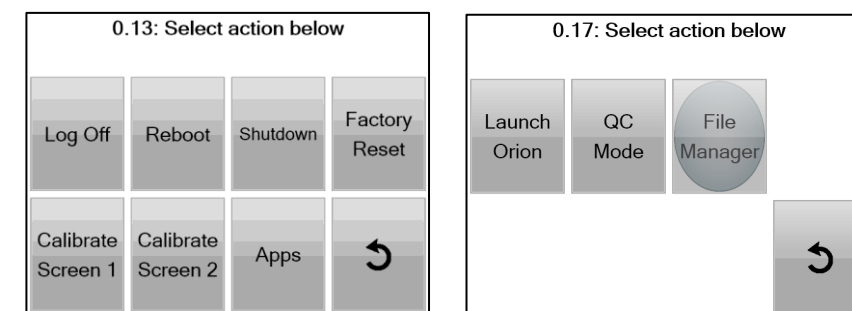 0.13: Select action below
Log Off
Reboot
Shutdown
Factory
Reset
Calibrate
Screen 1
Calibrate
Screen 2
Apps
0.17: Select action below
Launch
Orion
QC
Mode
File
Manager